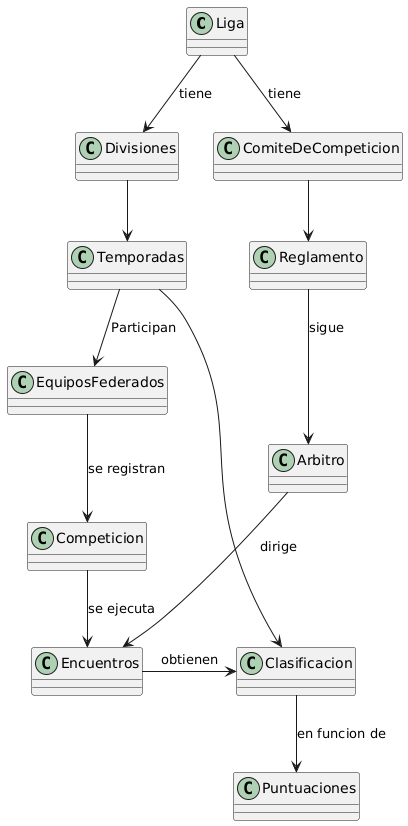 C Liga
tiene
tiene
C Divisiones
C ComiteDeCompeticion
C Temporadas
C Reglamento
Participan
sigue
C EquiposFederados
C Arbitro
se registran
C Competicion
dirige
se ejecuta
C Encuentros
obtienen
C Clasificacion
en funcion de
C Puntuaciones